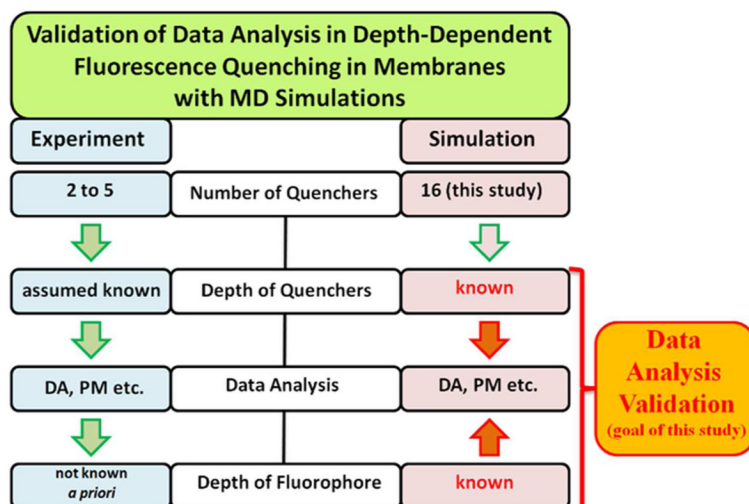 Validation of Data Analysis in Depth-Dependent
Fluorescence Quenching in Membranes
with MD Simulations
Experiment
Simulation
2 to 5
Number of Quenchers
16 (this study)
assumed known
Depth of Quenchers
known
DA, PM etc.
Data Analysis
DA, PM etc.
not known
a priori
Depth of Fluorophore
known
Data
Analysis
Validation
(goal of this study)